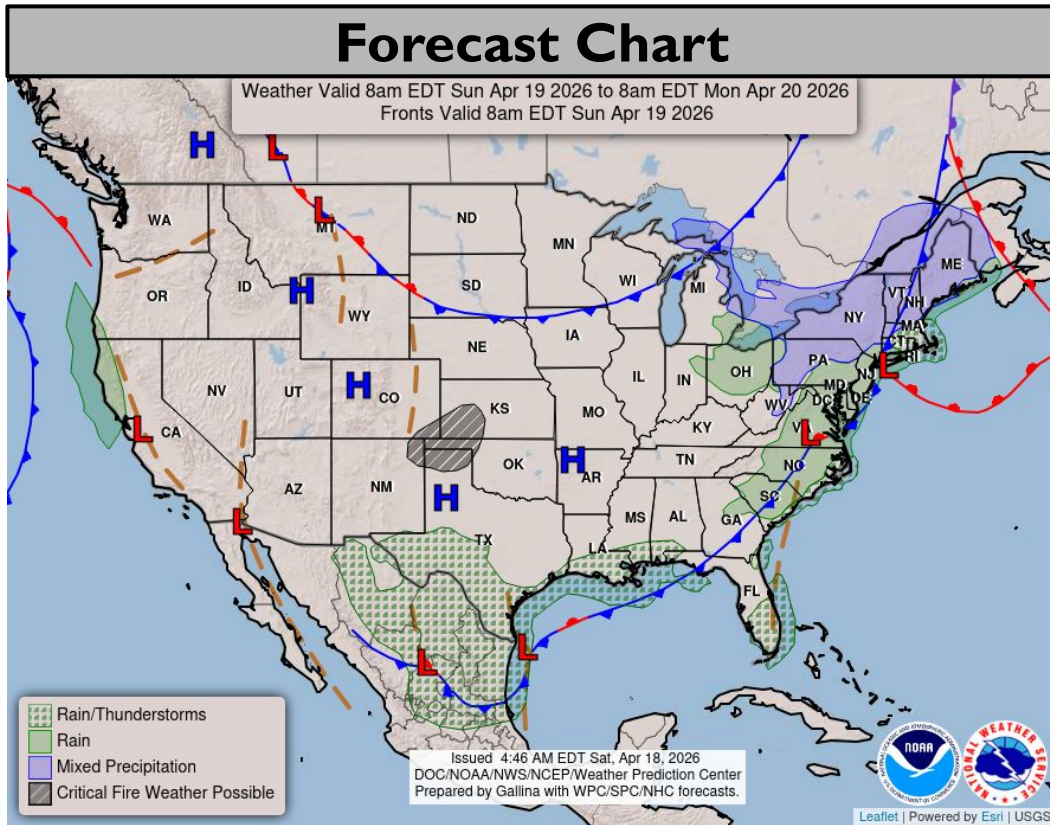 Forecast Chart
Weather Valid 8am EDT Sun Apr 19 2026 to 8am EDT Mon Apr 20 2026
Fronts Valid 8am EDT Sun Apr 19 2026
H
L
L
WA
MT
ND
MN
ME
OR
ID
H
WY
SD
WI
MI
VT
NH
NY
MA
CT
RI
NE
IA
PA
NJ
L
NV
UT
H
CO
IL
IN
OH
MD
DE
DC
WV
KS
MO
KY
VA
L
L
CA
AZ
NM
OK
H
AR
TN
NC
H
SC
L
TX
MS
AL
GA
LA
FL
L
L
Rain/Thunderstorms
Rain
Mixed Precipitation
Critical Fire Weather Possible
Issued 4:46 AM EDT Sat, Apr 18, 2026
DOC/NOAA/NWS/NCEP/Weather Prediction Center
Prepared by Gallina with WPC/SPC/NHC forecasts.
NOAA
NATIONAL WEATHER SERVICE
Leaflet | Powered by Esri | USGS